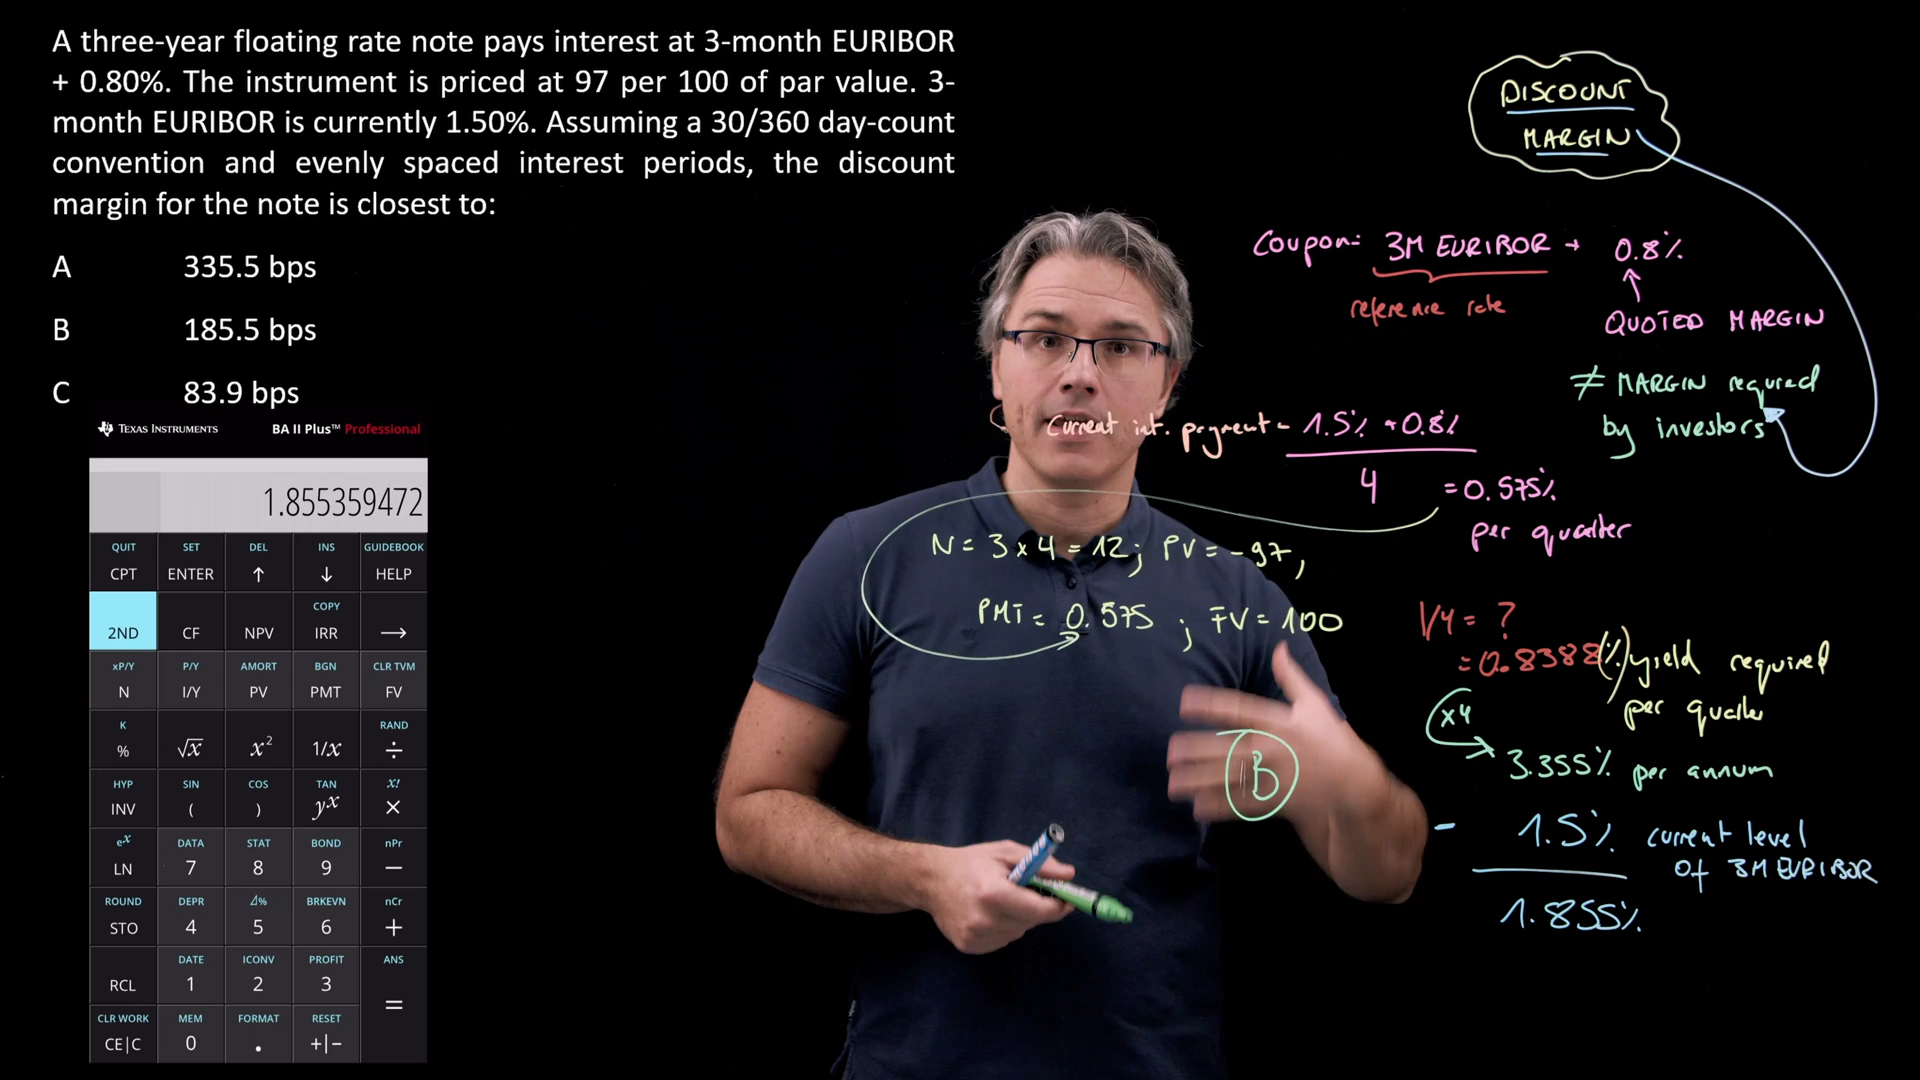 A three-year floating rate note pays interest at 3-month EURIBOR
+ 0.80%. The instrument is priced at 97 per 100 of par value. 3-
month EURIBOR is currently 1.50%. Assuming a 30/360 day-count
convention and evenly spaced interest periods, the discount
margin for the note is closest to:
A 335.5 bps
B 185.5 bps
C 83.9 bps
TEXAS INSTRUMENTS BA II Plus™ Professional
1.855359472
QUIT SET DEL INS GUIDEBOOK
CPT ENTER ↑ ↓ HELP
COPY
2ND CF NPV IRR →
xP/Y P/Y AMORT BGN CLR TVM
N I/Y PV PMT FV
K RAND
% √x x² 1/x ÷
HYP SIN COS TAN x!
INV ( ) yˣ ×
eˣ DATA STAT BOND nPr
LN 7 8 9 −
ROUND DEPR Δ% BRKEVN nCr
STO 4 5 6 +
DATE ICONV PROFIT ANS
RCL 1 2 3 =
CLR WORK MEM FORMAT RESET
CE|C 0 . +|−
DISCOUNT
MARGIN
Coupon: 3M EURIBOR + 0.8%
reference rate
QUOTED MARGIN
≠ MARGIN required
by investors
Current int. payment = 1.5% + 0.8%
4
= 0.575%
per quarter
N = 3 × 4 = 12; PV = -97,
PMT = 0.575 ; FV = 100
I/Y = ?
= 0.8388 (%) yield required
per quarter
×4
3.355% per annum
B
- 1.5% current level
of 3M EURIBOR
1.855%